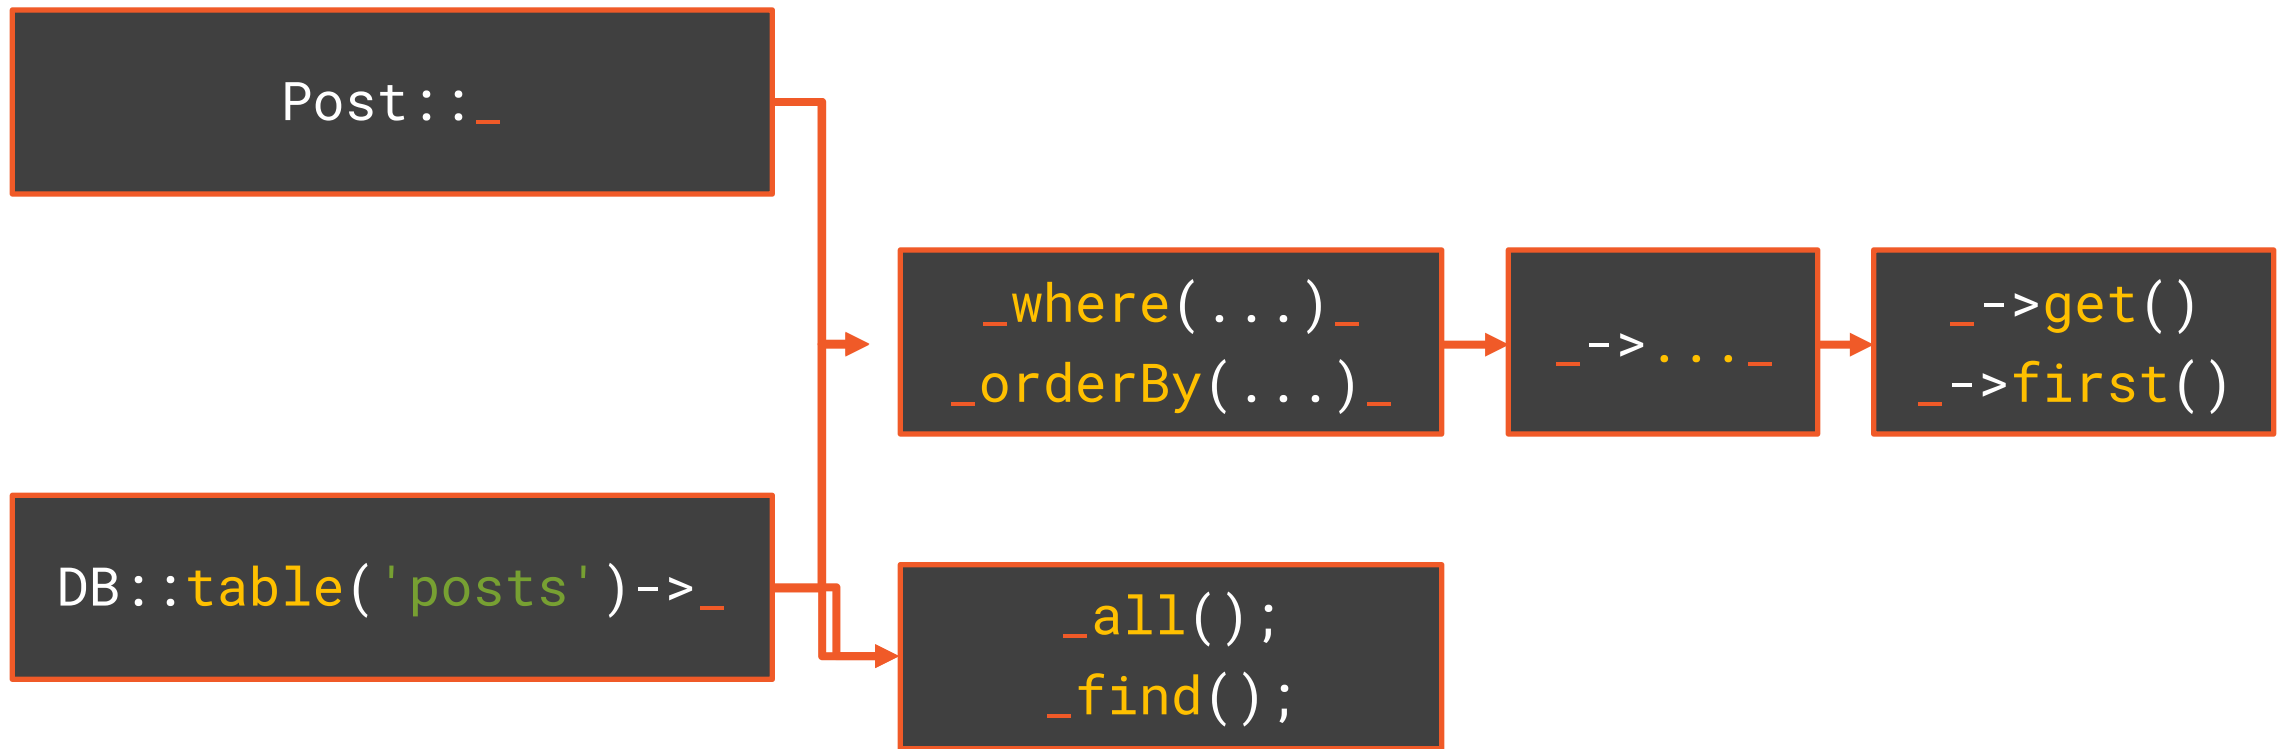 Post::_
_where(...)_
_orderBy(...)_
_->..._
_->get()
_->first()
DB::table('posts')->_
_all();
_find();